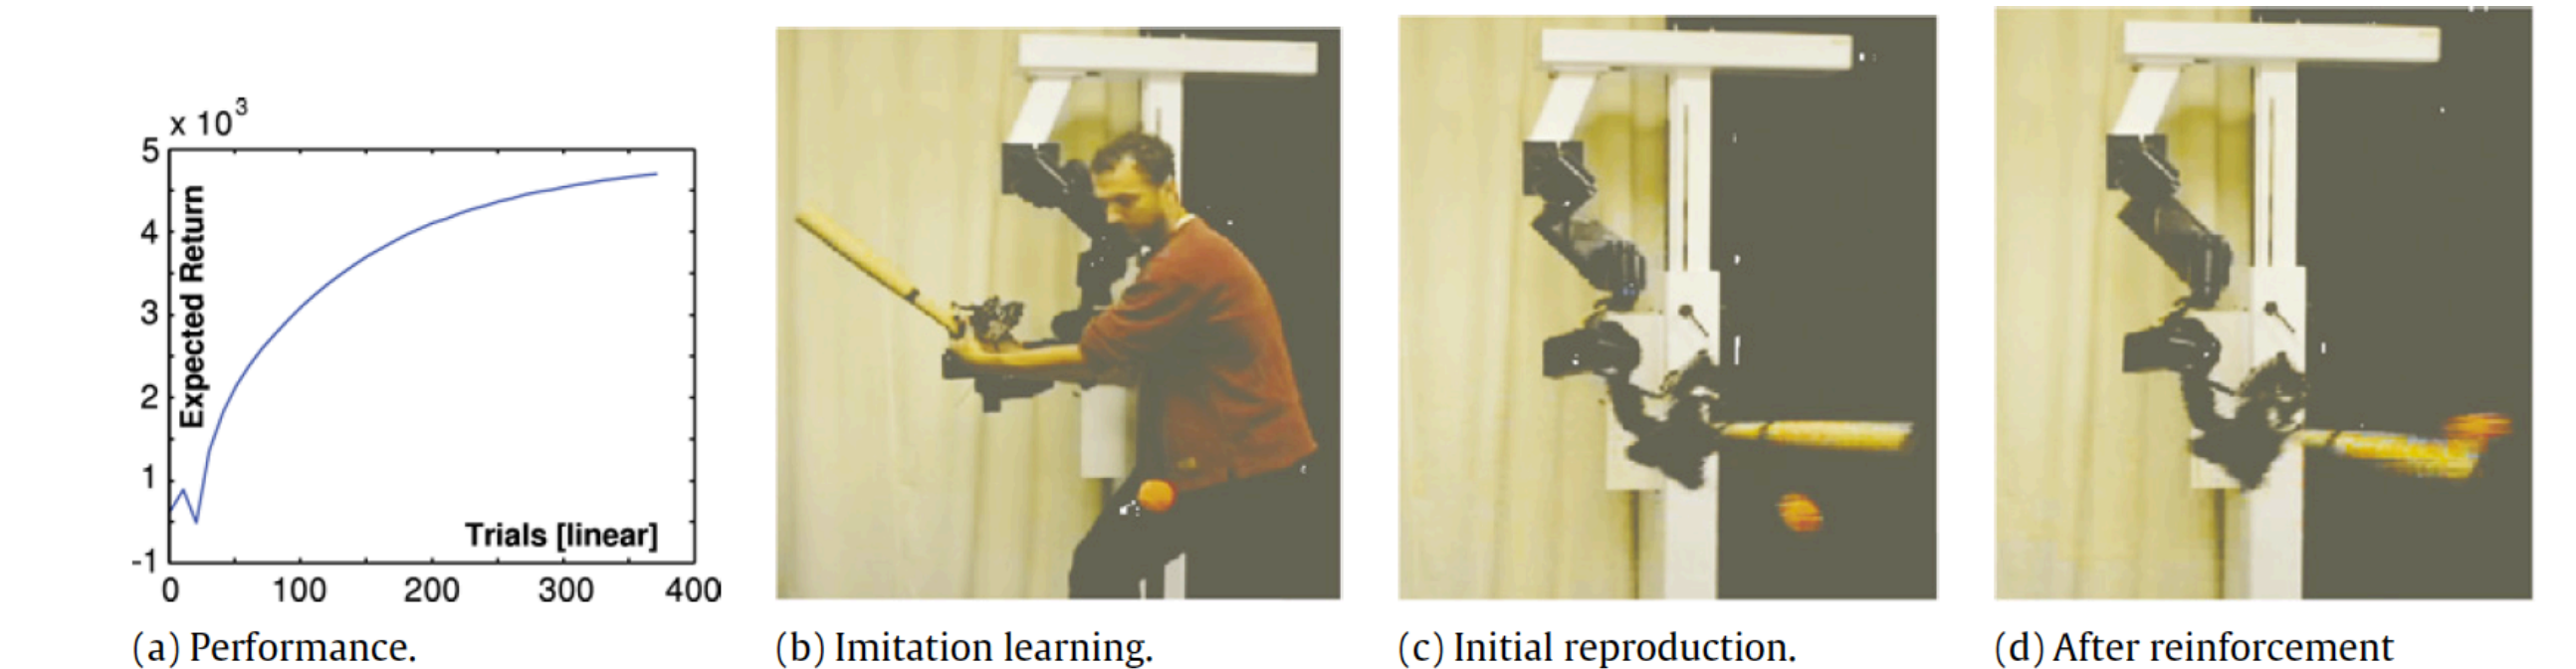 x 10³
5
4
3
2
1
-1
Expected Return
Trials [linear]
0 100 200 300 400
(a) Performance.
(b) Imitation learning.
(c) Initial reproduction.
(d) After reinforcement